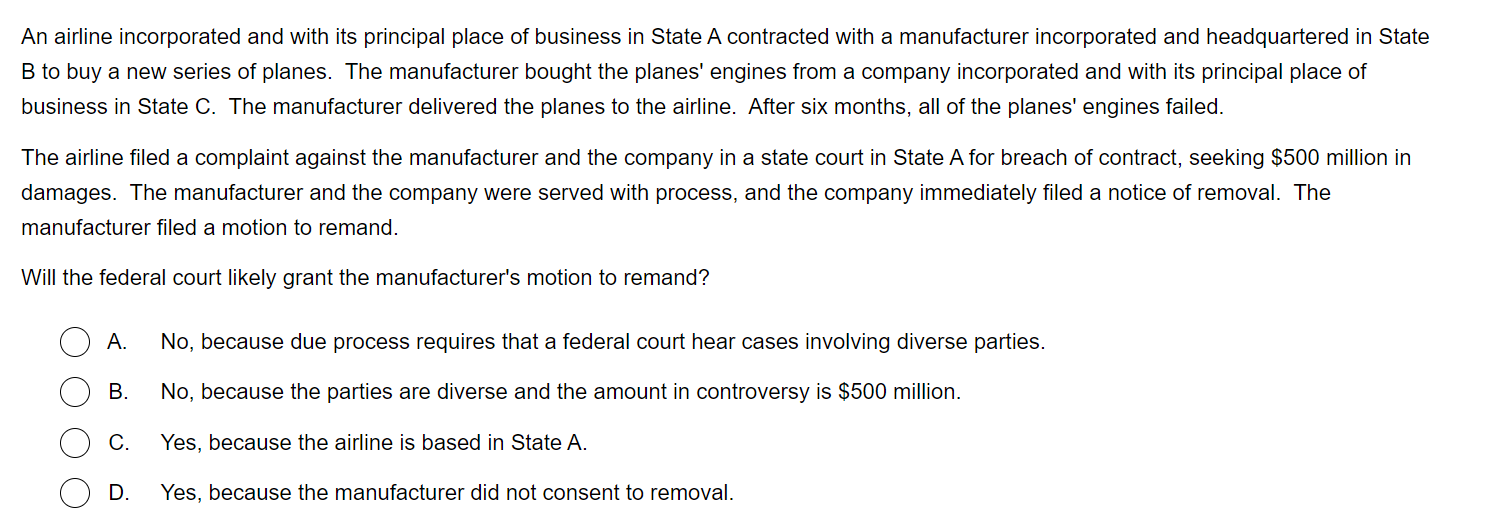 An airline incorporated and with its principal place of business in State A contracted with a manufacturer incorporated and headquartered in State
B to buy a new series of planes.  The manufacturer bought the planes' engines from a company incorporated and with its principal place of
business in State C.  The manufacturer delivered the planes to the airline.  After six months, all of the planes' engines failed.
The airline filed a complaint against the manufacturer and the company in a state court in State A for breach of contract, seeking $500 million in
damages.  The manufacturer and the company were served with process, and the company immediately filed a notice of removal.  The
manufacturer filed a motion to remand.
Will the federal court likely grant the manufacturer's motion to remand?
A. No, because due process requires that a federal court hear cases involving diverse parties.
B. No, because the parties are diverse and the amount in controversy is $500 million.
C. Yes, because the airline is based in State A.
D. Yes, because the manufacturer did not consent to removal.